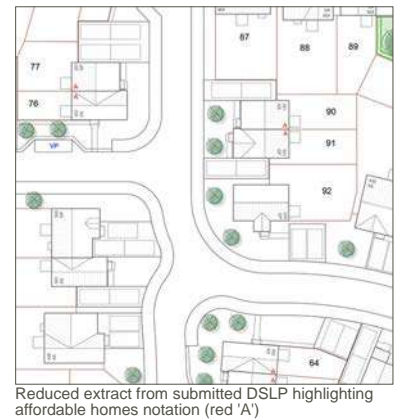 87
88
89
77
76
A
A
VP
A
A
90
91
92
64
A
A
Reduced extract from submitted DSLP highlighting
affordable homes notation (red 'A')